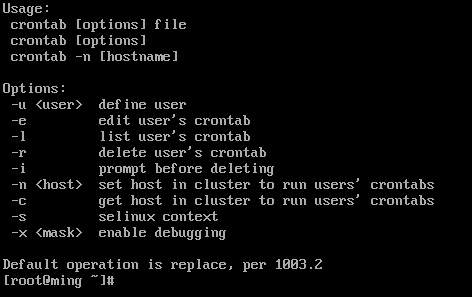 Usage:
 crontab [options] file
 crontab [options]
 crontab -n [hostname]

Options:
 -u <user>  define user
 -e         edit user's crontab
 -l         list user's crontab
 -r         delete user's crontab
 -i         prompt before deleting
 -n <host>  set host in cluster to run users' crontabs
 -c         get host in cluster to run users' crontabs
 -s         selinux context
 -x <mask>  enable debugging

Default operation is replace, per 1003.2
[root@ming ~]#